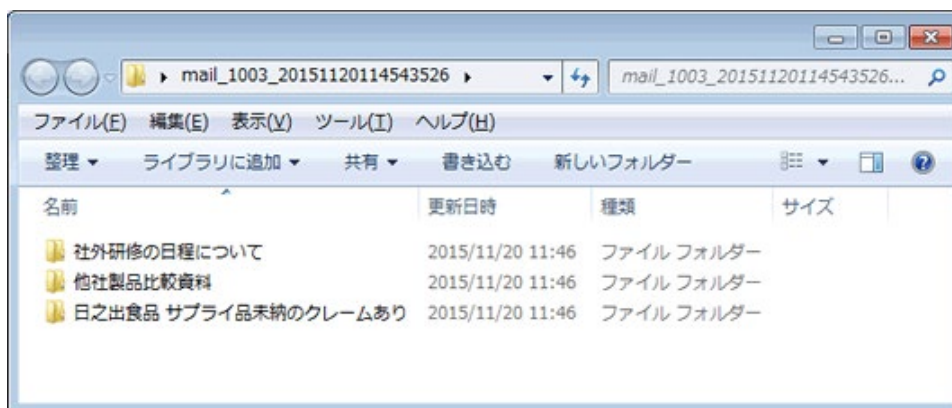 mail_1003_20151120114543526
mail_1003_20151120114543526...
ファイル(F) 編集(E) 表示(V) ツール(T) ヘルプ(H)
整理 ライブラリに追加 共有 書き込む 新しいフォルダー
名前 更新日時 種類 サイズ
社外研修の日程について 2015/11/20 11:46 ファイル フォルダー
他社製品比較資料 2015/11/20 11:46 ファイル フォルダー
日之出食品 サプライ品未納のクレームあり 2015/11/20 11:46 ファイル フォルダー